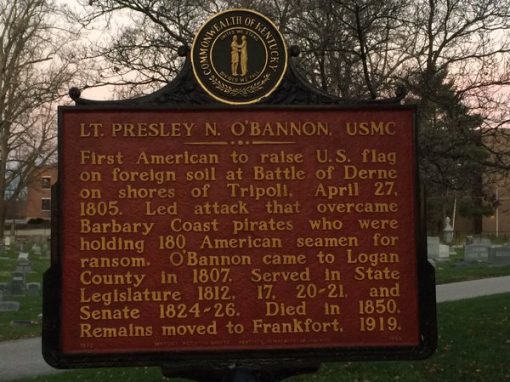 COMMONWEALTH OF KENTUCKY
LT. PRESLEY N. O'BANNON, USMC
First American to raise U.S. flag
on foreign soil at Battle of Derne
on shores of Tripoli, April 27,
1805. Led attack that overcame
Barbary Coast pirates who were
holding 180 American seamen for
ransom. O'Bannon came to Logan
County in 1807. Served in State
Legislature 1812, 17, 20-21, and
Senate 1824-26. Died in 1850.
Remains moved to Frankfort, 1919.